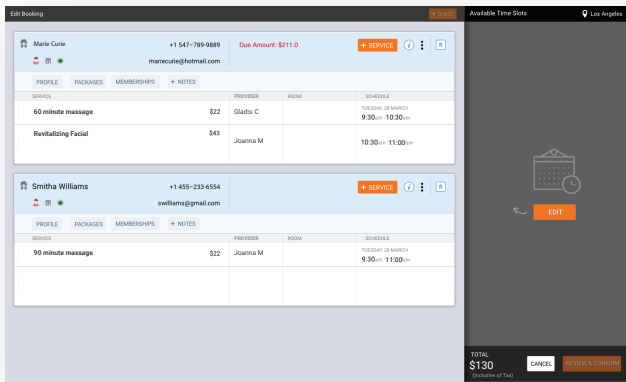 Edit Booking
+ GUEST
Available Time Slots
Los Angeles
Marie Curie
+1 547-789-9889
Due Amount: $211.0
+ SERVICE
i
mariecurie@hotmail.com
PROFILE PACKAGES MEMBERSHIPS + NOTES
SERVICE PROVIDER ROOM SCHEDULE
60 minute massage $22 Gladis C TUESDAY, 28 MARCH
9:30am -10:30am
Revitalizing Facial $43
Joanna M 10:30am -11:00am
Smitha Williams
+1 455-233-6554
+ SERVICE
i
swilliams@gmail.com
PROFILE PACKAGES MEMBERSHIPS + NOTES
SERVICE PROVIDER ROOM SCHEDULE
90 minute massage $22 Joanna M TUESDAY, 28 MARCH
9:30am -11:00am
EDIT
TOTAL
$130
(Inclusive of Tax)
CANCEL
REVIEW & CONFIRM